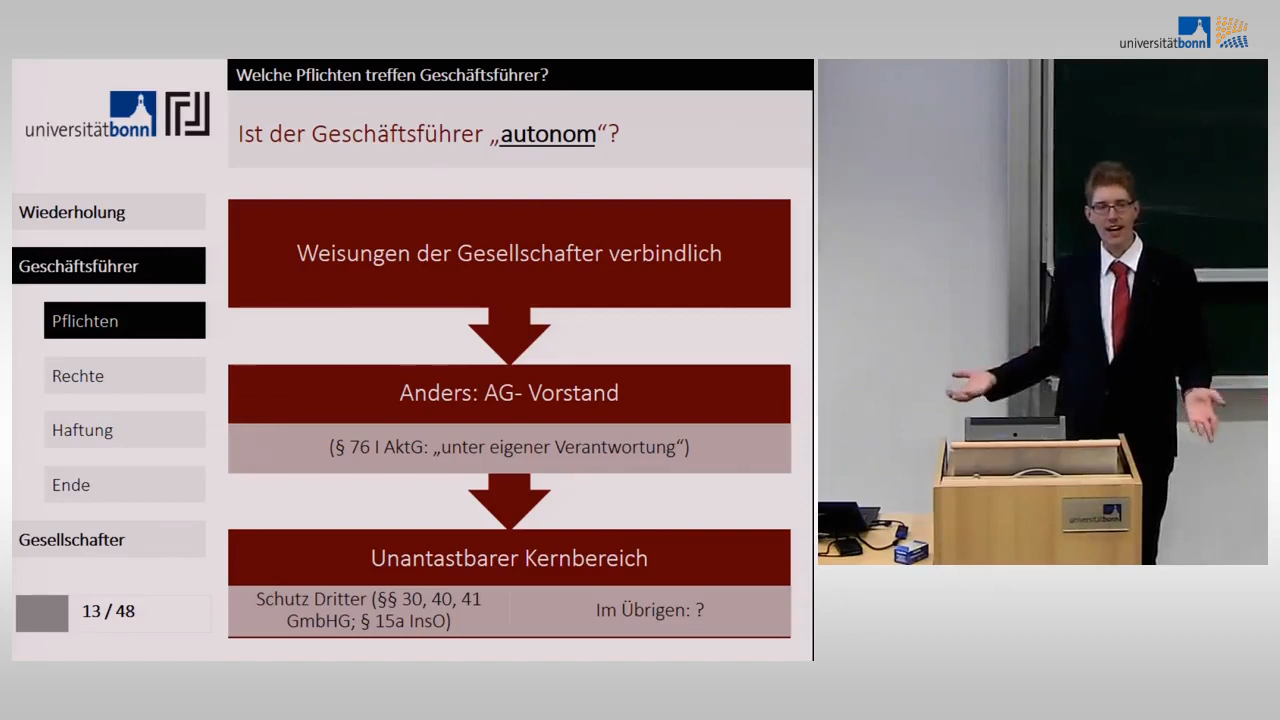 universitätbonn
Welche Pflichten treffen Geschäftsführer?
universitätbonn
Ist der Geschäftsführer „autonom“?
Wiederholung
Geschäftsführer
Pflichten
Rechte
Haftung
Ende
Gesellschafter
13 / 48
Weisungen der Gesellschafter verbindlich
Anders: AG- Vorstand
(§ 76 I AktG: „unter eigener Verantwortung“)
Unantastbarer Kernbereich
Schutz Dritter (§§ 30, 40, 41
GmbHG; § 15a InsO)
Im Übrigen: ?
universitätbonn